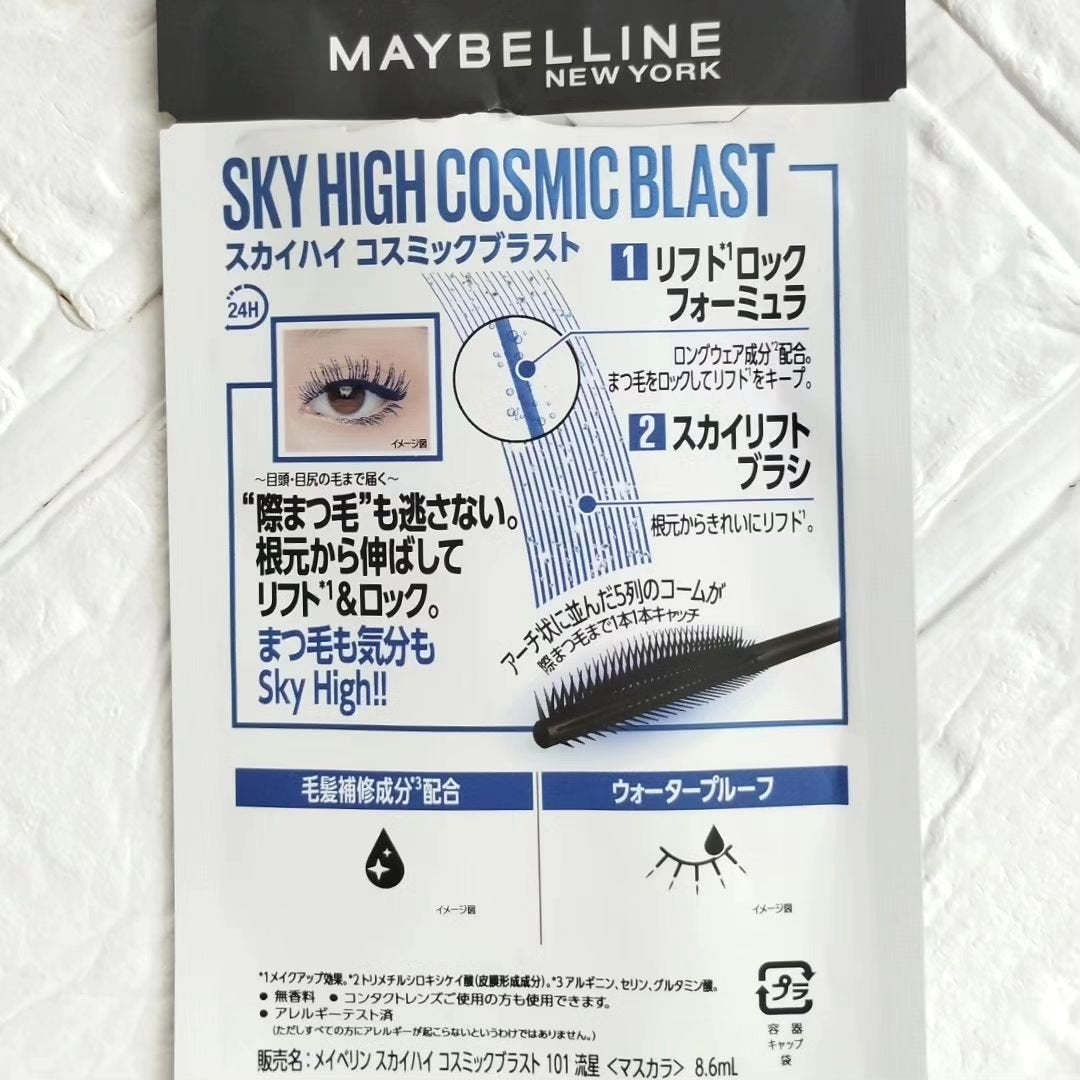 MAYBELLINE
NEW YORK
SKY HIGH COSMIC BLAST
スカイハイ コスミックブラスト
24H
イメージ図
1 リフト*1ロック
フォーミュラ
ロングウェア成分*2配合。
まつ毛をロックしてリフト*1をキープ。
2 スカイリフト
ブラシ
根元からきれいにリフト*1。
～目頭・目尻の毛まで届く～
“際まつ毛”も逃さない。
根元から伸ばして
リフト*1&ロック。
まつ毛も気分も
Sky High!!
アーチ状に並んだ5列のコームが
際まつ毛まで1本1本キャッチ
毛髪補修成分*3配合
イメージ図
ウォータープルーフ
イメージ図
*1メイクアップ効果。*2トリメチルシロキシケイ酸(皮膜形成成分)。*3アルギニン、セリン、グルタミン酸。
● 無香料 ● コンタクトレンズご使用の方も使用できます。
● アレルギーテスト済
(ただしすべての方にアレルギーが起こらないというわけではありません。)
販売名:メイベリン スカイハイ コスミックブラスト 101 流星 <マスカラ> 8.6mL
プラ
容器
キャップ
袋